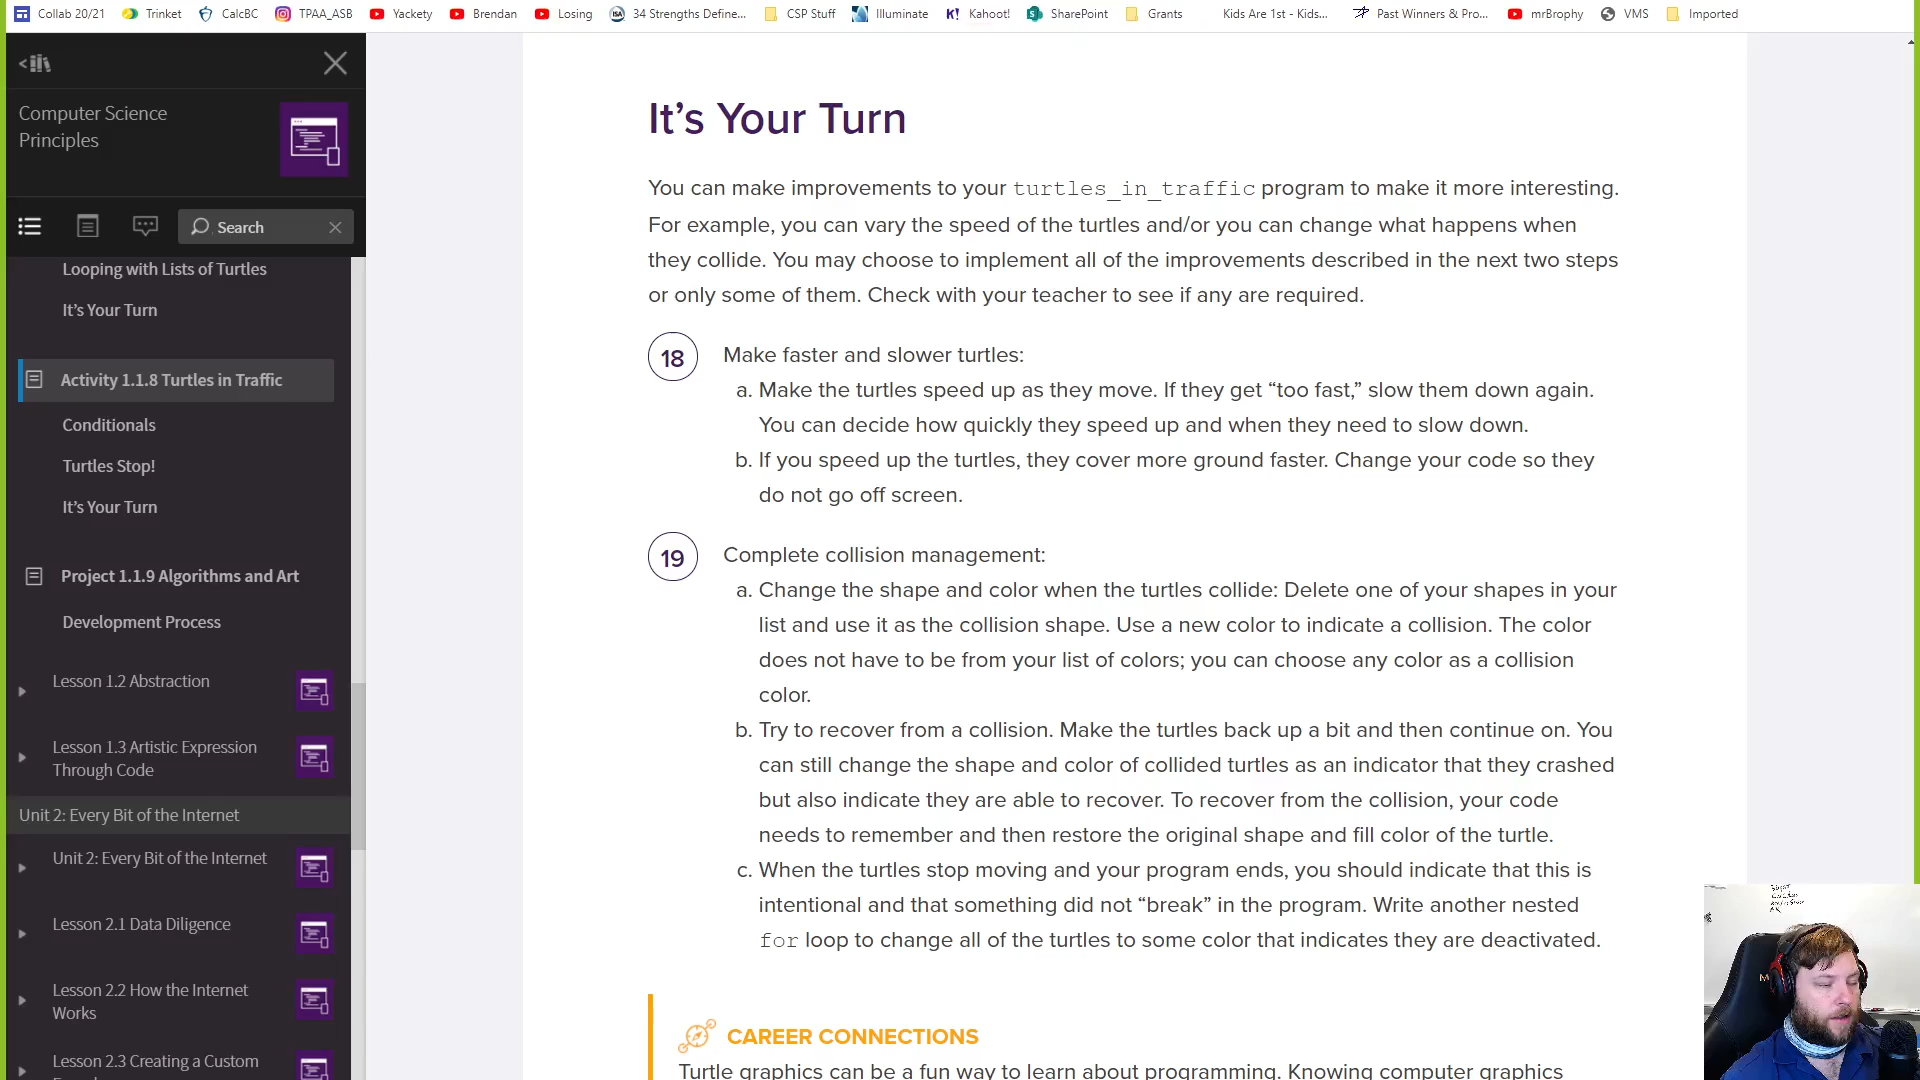 Collab 20/21 Trinket CalcBC TPAA_ASB Yackety Brendan Losing 34 Strengths Define... CSP Stuff Illuminate K! Kahoot! SharePoint Grants Kids Are 1st - Kids... Past Winners & Pro... mrBrophy VMS Imported
Computer Science
Principles
Search
Looping with Lists of Turtles
It’s Your Turn
Activity 1.1.8 Turtles in Traffic
Conditionals
Turtles Stop!
It’s Your Turn
Project 1.1.9 Algorithms and Art
Development Process
Lesson 1.2 Abstraction
Lesson 1.3 Artistic Expression
Through Code
Unit 2: Every Bit of the Internet
Unit 2: Every Bit of the Internet
Lesson 2.1 Data Diligence
Lesson 2.2 How the Internet
Works
Lesson 2.3 Creating a Custom
It’s Your Turn
You can make improvements to your turtles_in_traffic program to make it more interesting.
For example, you can vary the speed of the turtles and/or you can change what happens when
they collide. You may choose to implement all of the improvements described in the next two steps
or only some of them. Check with your teacher to see if any are required.
18 Make faster and slower turtles:
a. Make the turtles speed up as they move. If they get “too fast,” slow them down again.
You can decide how quickly they speed up and when they need to slow down.
b. If you speed up the turtles, they cover more ground faster. Change your code so they
do not go off screen.
19 Complete collision management:
a. Change the shape and color when the turtles collide: Delete one of your shapes in your
list and use it as the collision shape. Use a new color to indicate a collision. The color
does not have to be from your list of colors; you can choose any color as a collision
color.
b. Try to recover from a collision. Make the turtles back up a bit and then continue on. You
can still change the shape and color of collided turtles as an indicator that they crashed
but also indicate they are able to recover. To recover from the collision, your code
needs to remember and then restore the original shape and fill color of the turtle.
c. When the turtles stop moving and your program ends, you should indicate that this is
intentional and that something did not “break” in the program. Write another nested
for loop to change all of the turtles to some color that indicates they are deactivated.
CAREER CONNECTIONS
Turtle graphics can be a fun way to learn about programming. Knowing computer graphics